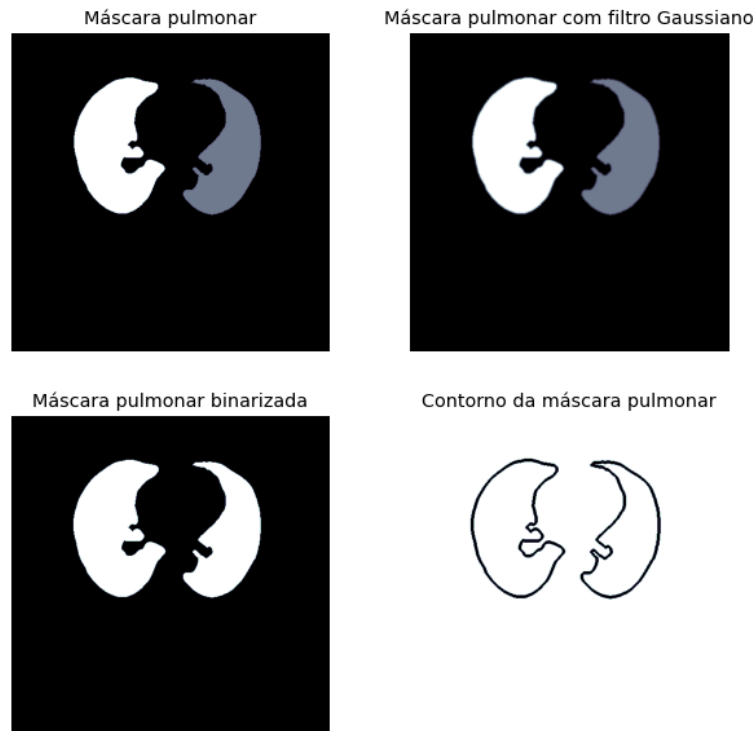 Máscara pulmonar
Máscara pulmonar com filtro Gaussiano
Máscara pulmonar binarizada
Contorno da máscara pulmonar